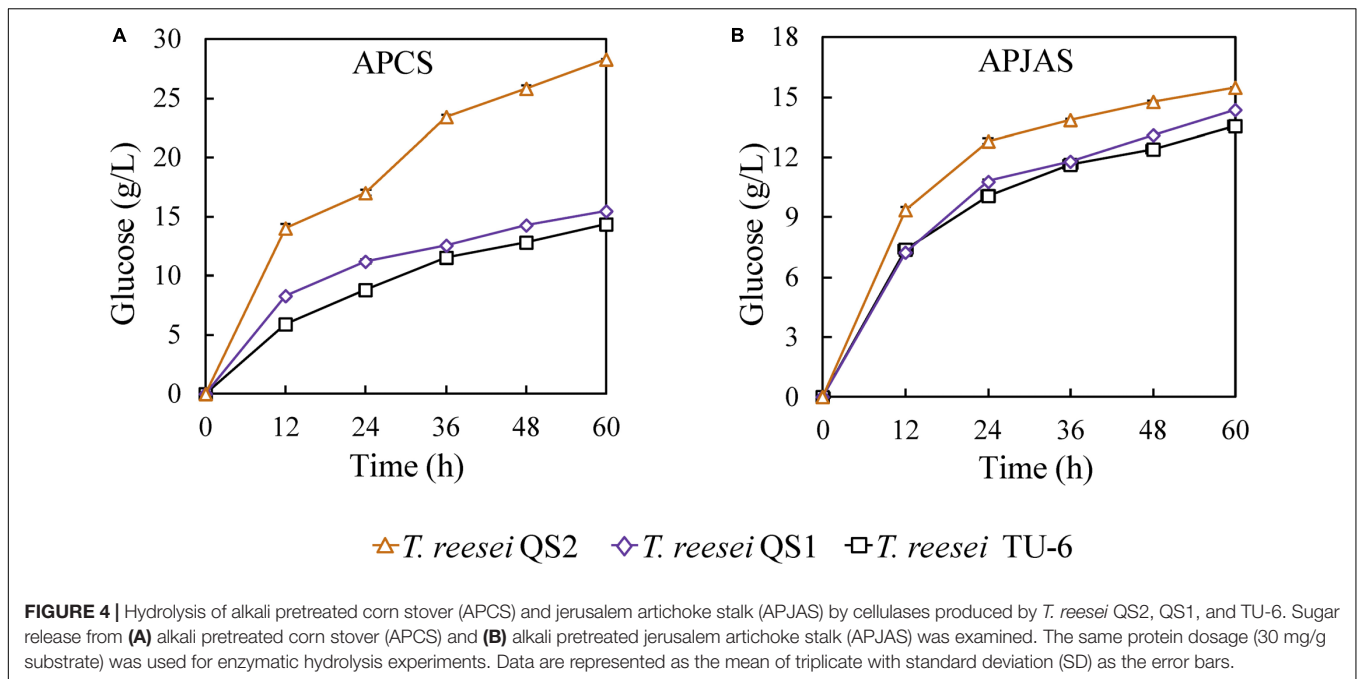 A
APCS
30
25
20
15
10
5
0
Glucose (g/L)
0 12 24 36 48 60
Time (h)
B
APJAS
18
15
12
9
6
3
0
Glucose (g/L)
0 12 24 36 48 60
Time (h)
T. reesei QS2 T. reesei QS1 T. reesei TU-6
FIGURE 4 | Hydrolysis of alkali pretreated corn stover (APCS) and jerusalem artichoke stalk (APJAS) by cellulases produced by T. reesei QS2, QS1, and TU-6. Sugar
release from (A) alkali pretreated corn stover (APCS) and (B) alkali pretreated jerusalem artichoke stalk (APJAS) was examined. The same protein dosage (30 mg/g
substrate) was used for enzymatic hydrolysis experiments. Data are represented as the mean of triplicate with standard deviation (SD) as the error bars.